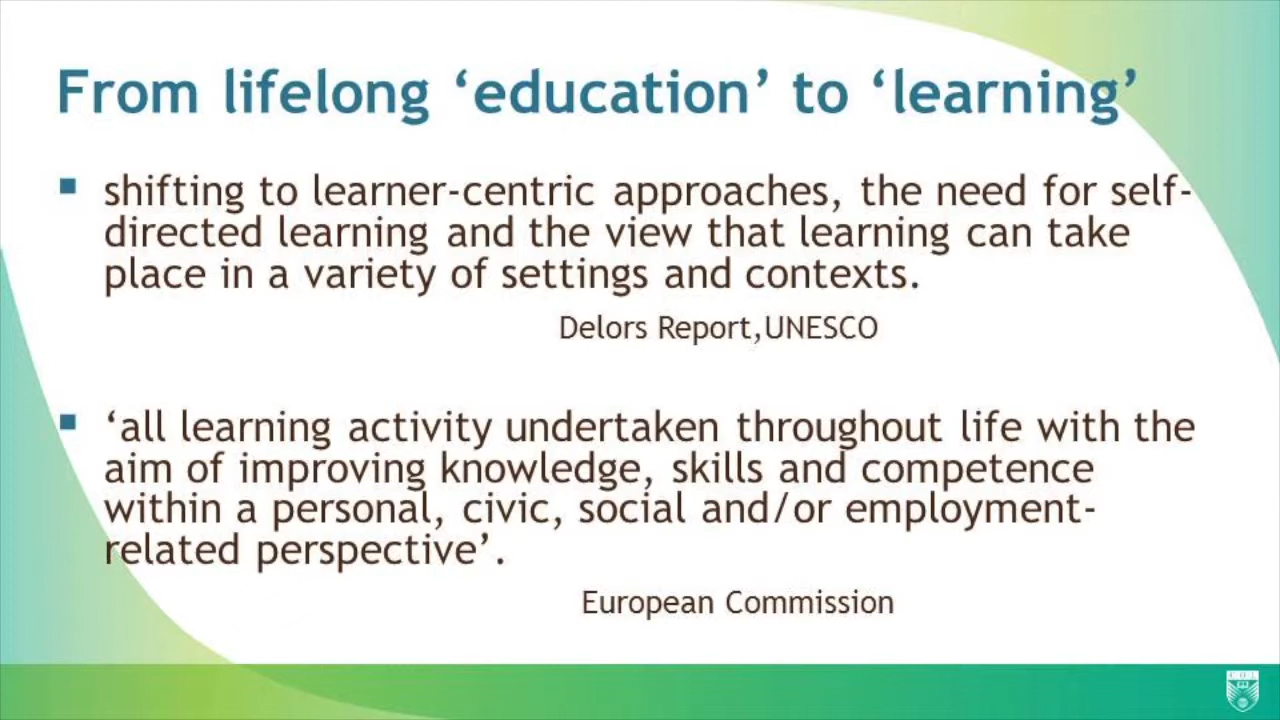 From lifelong ‘education’ to ‘learning’
shifting to learner-centric approaches, the need for self-
directed learning and the view that learning can take
place in a variety of settings and contexts.
Delors Report,UNESCO
‘all learning activity undertaken throughout life with the
aim of improving knowledge, skills and competence
within a personal, civic, social and/or employment-
related perspective’.
European Commission
COL